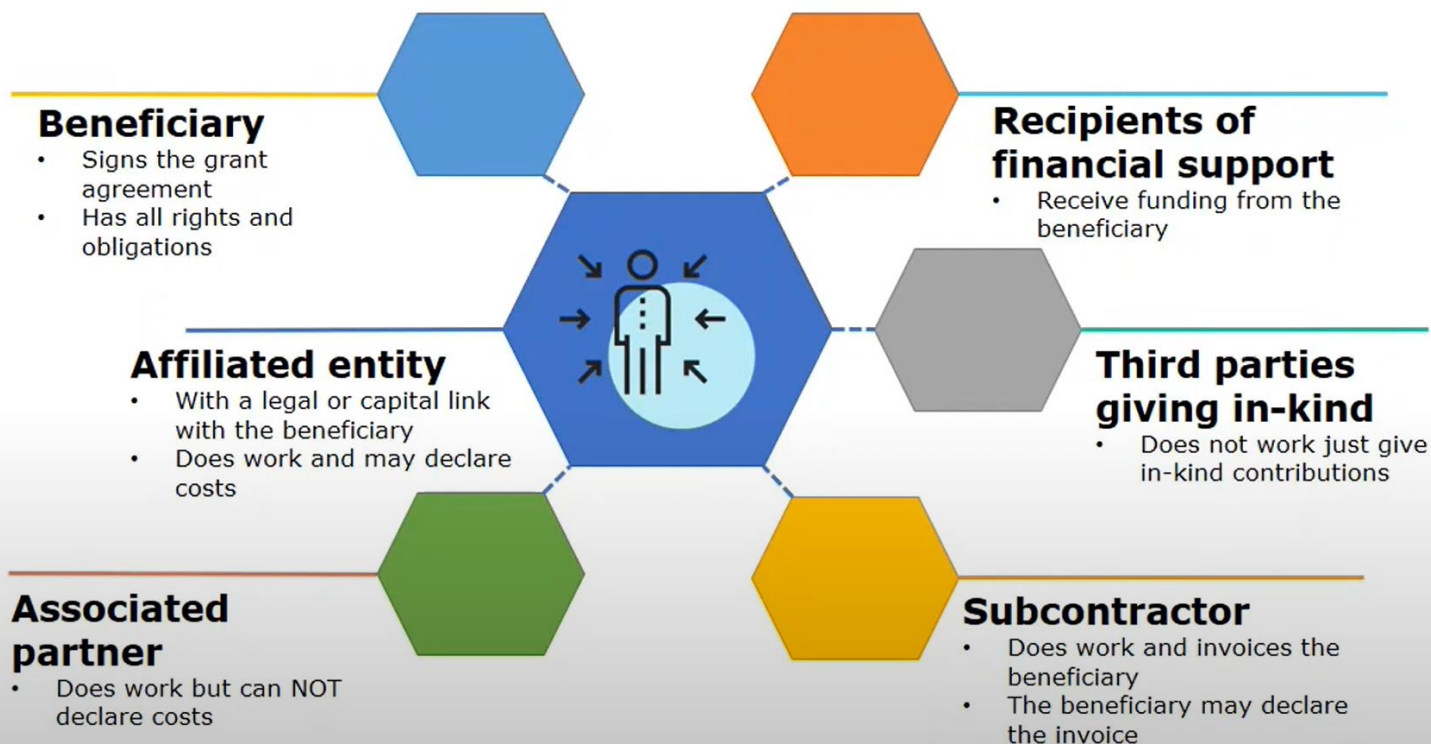 Beneficiary
• Signs the grant
agreement
• Has all rights and
obligations
Affiliated entity
• With a legal or capital link
with the beneficiary
• Does work and may declare
costs
Associated
partner
• Does work but can NOT
declare costs
Recipients of
financial support
• Receive funding from the
beneficiary
Third parties
giving in-kind
• Does not work just give
in-kind contributions
Subcontractor
• Does work and invoices the
beneficiary
• The beneficiary may declare
the invoice